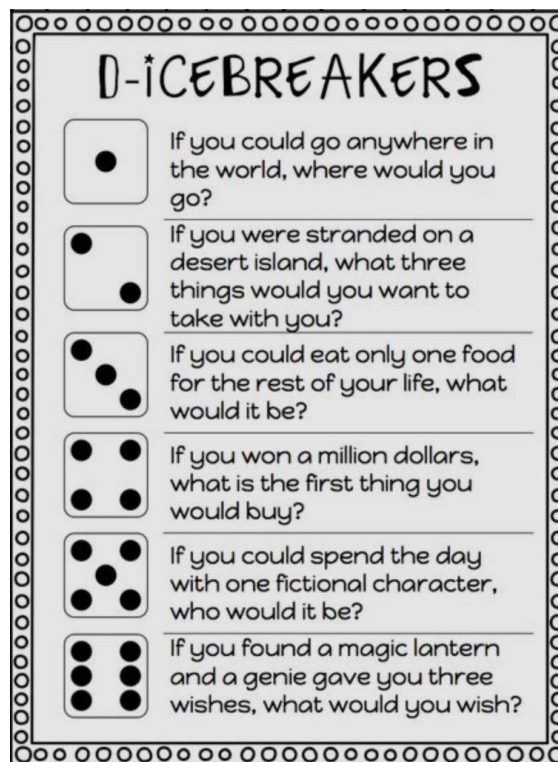 D-iCEBREAKERS
If you could go anywhere in
the world, where would you
go?
If you were stranded on a
desert island, what three
things would you want to
take with you?
If you could eat only one food
for the rest of your life, what
would it be?
If you won a million dollars,
what is the first thing you
would buy?
If you could spend the day
with one fictional character,
who would it be?
If you found a magic lantern
and a genie gave you three
wishes, what would you wish?